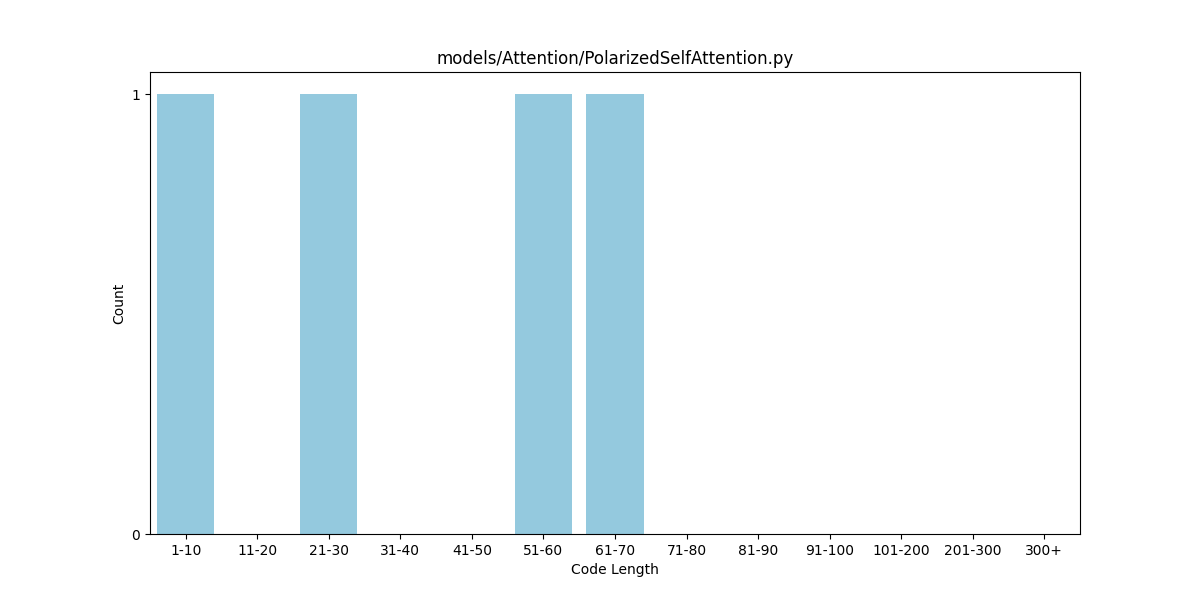 models/Attention/PolarizedSelfAttention.py
Count
1
0
1-10 11-20 21-30 31-40 41-50 51-60 61-70 71-80 81-90 91-100 101-200 201-300 300+
Code Length